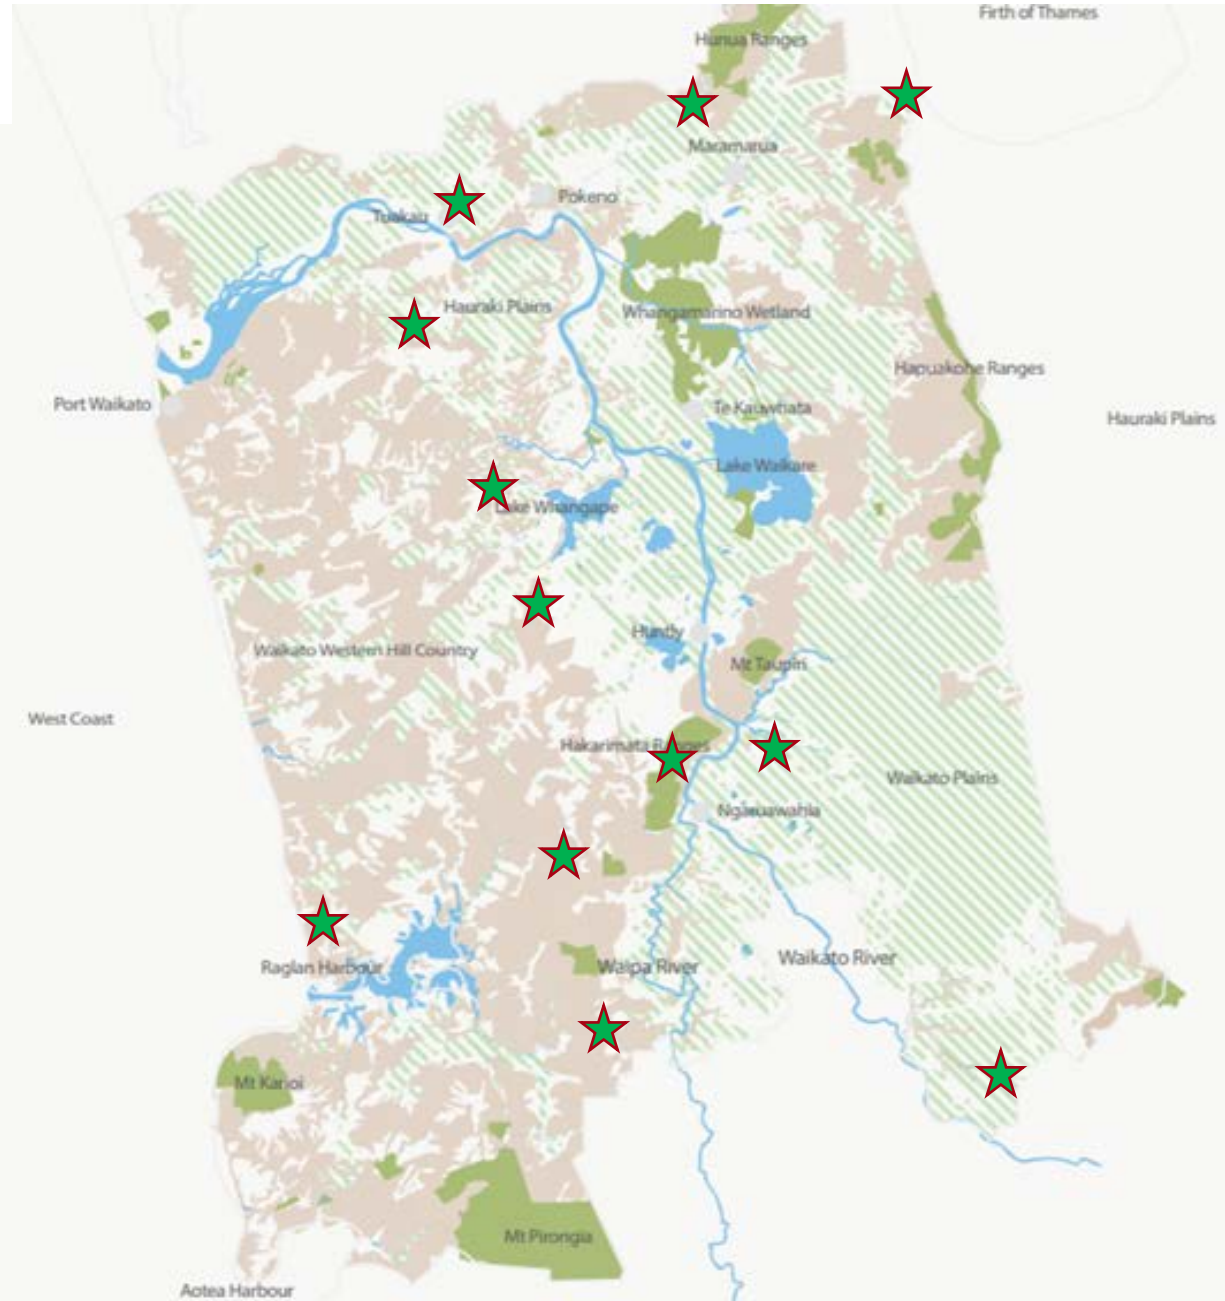 Firth of Thames
Hunua Ranges
Maramarua
Pokeno
Tuakau
Hauraki Plains
Whangamarino Wetland
Hapuakohe Ranges
Port Waikato
Te Kauwhata
Hauraki Plains
Lake Waikare
Lake Whangape
Huntly
Waikato Western Hill Country
Mt Taupiri
West Coast
Hakarimata Ranges
Waikato Plains
Ngaruawahia
Waikato River
Raglan Harbour
Waipa River
Mt Karioi
Mt Pirongia
Aotea Harbour